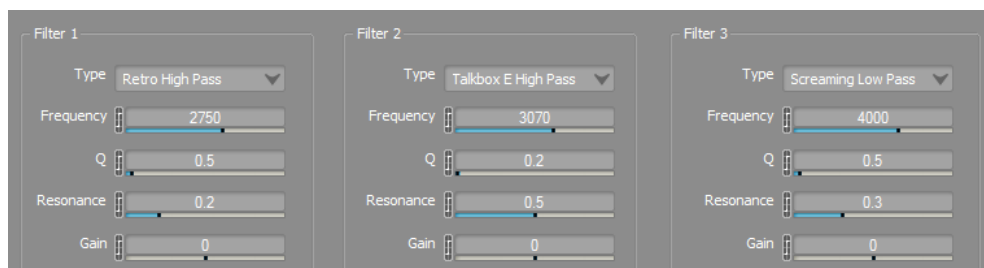 Filter 1
Type Retro High Pass
Frequency 2750
Q 0.5
Resonance 0.2
Gain 0
Filter 2
Type Talkbox E High Pass
Frequency 3070
Q 0.2
Resonance 0.5
Gain 0
Filter 3
Type Screaming Low Pass
Frequency 4000
Q 0.5
Resonance 0.3
Gain 0